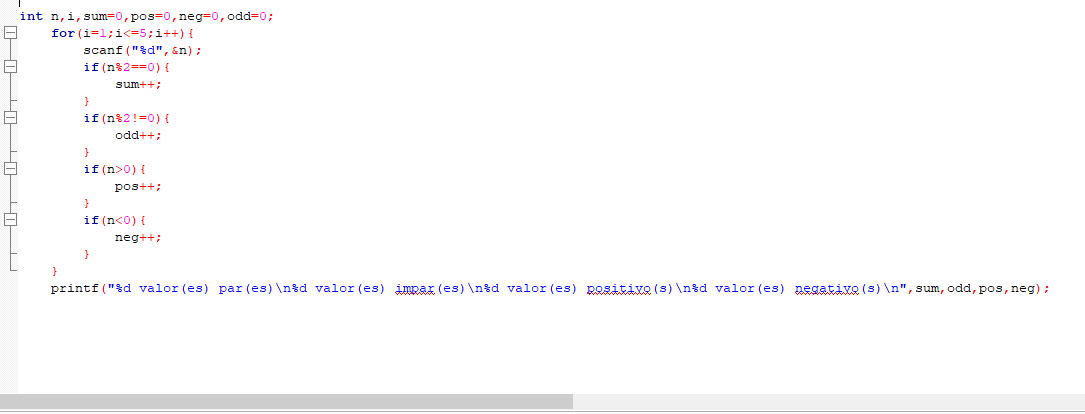 int n,i,sum=0,pos=0,neg=0,odd=0;
for(i=1;i<=5;i++){
scanf("%d",&n);
if(n%2==0){
sum++;
}
if(n%2!=0){
odd++;
}
if(n>0){
pos++;
}
if(n<0){
neg++;
}
}
printf("%d valor(es) par(es)\n%d valor(es) impar(es)\n%d valor(es) positivo(s)\n%d valor(es) negativo(s)\n",sum,odd,pos,neg);